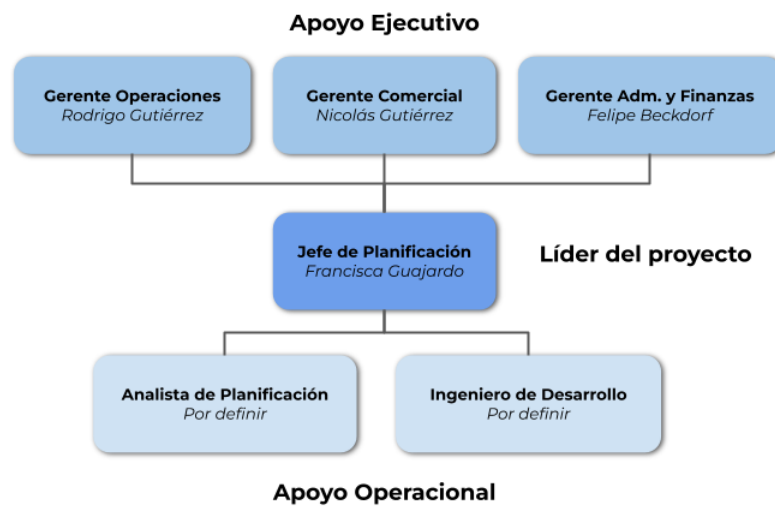 Apoyo Ejecutivo
Gerente Operaciones
Rodrigo Gutiérrez
Gerente Comercial
Nicolás Gutiérrez
Gerente Adm. y Finanzas
Felipe Beckdorf
Jefe de Planificación
Francisca Guajardo
Líder del proyecto
Analista de Planificación
Por definir
Ingeniero de Desarrollo
Por definir
Apoyo Operacional